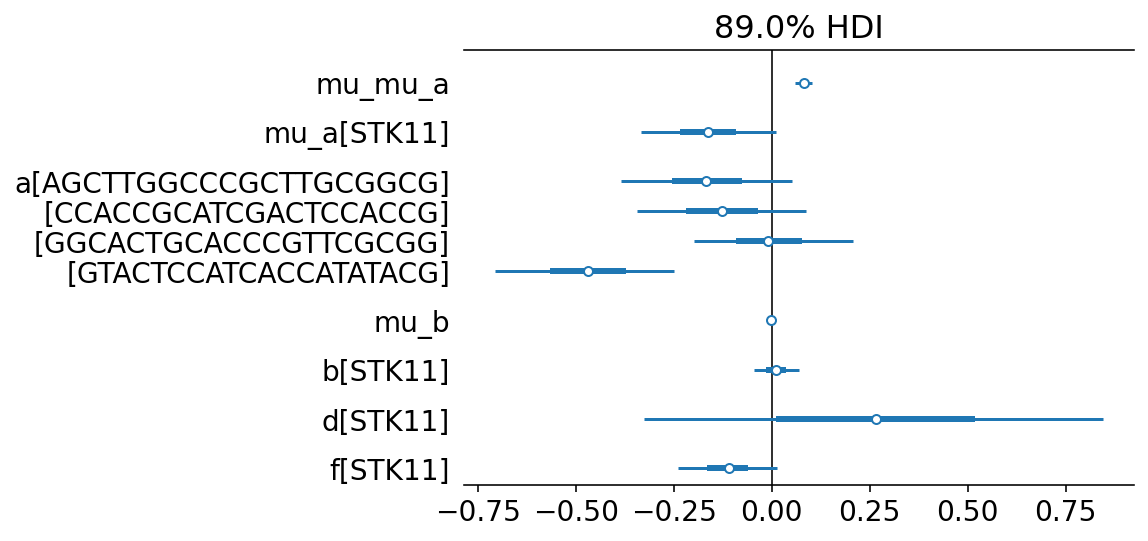 89.0% HDI
mu_mu_a
mu_a[STK11]
a[AGCTTGGCCCGCTTGCGGCG]
[CCACCGCATCGACTCCACCG]
[GGCACTGCACCCGTTCGCGG]
[GTACTCCATCACCATATACG]
mu_b
b[STK11]
d[STK11]
f[STK11]
−0.75 −0.50 −0.25 0.00 0.25 0.50 0.75